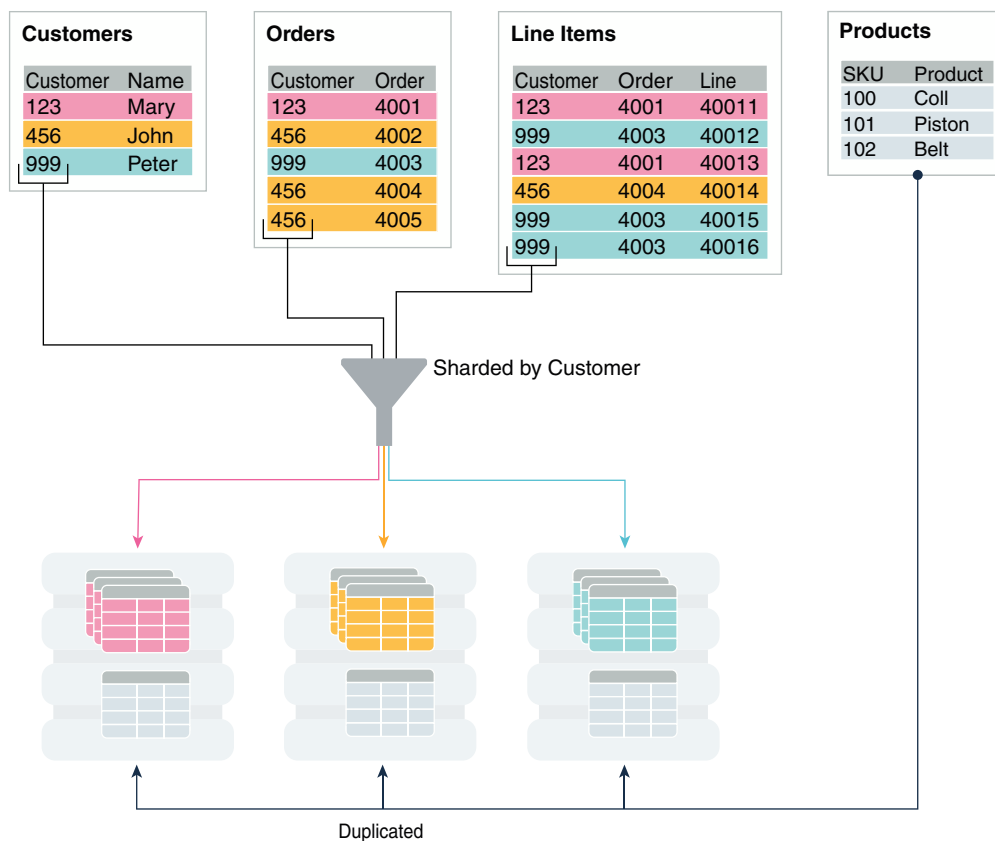 Customers
Customer Name
123 Mary
456 John
999 Peter
Orders
Customer Order
123 4001
456 4002
999 4003
456 4004
456 4005
Line Items
Customer Order Line
123 4001 40011
999 4003 40012
123 4001 40013
456 4004 40014
999 4003 40015
999 4003 40016
Products
SKU Product
100 Coll
101 Piston
102 Belt
Sharded by Customer
Duplicated